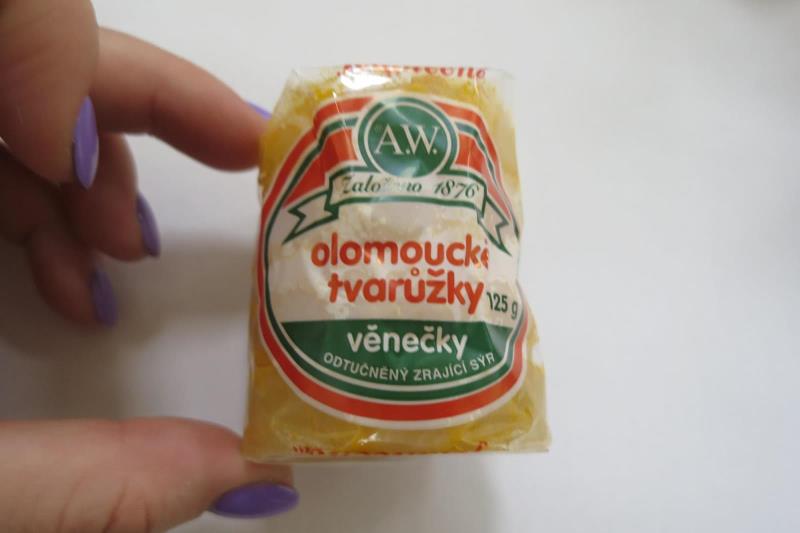 A.W.
Založeno 1876
olomoucké
tvarůžky
125 g
věnečky
ODTUČNĚNÝ ZRAJÍCÍ SÝR